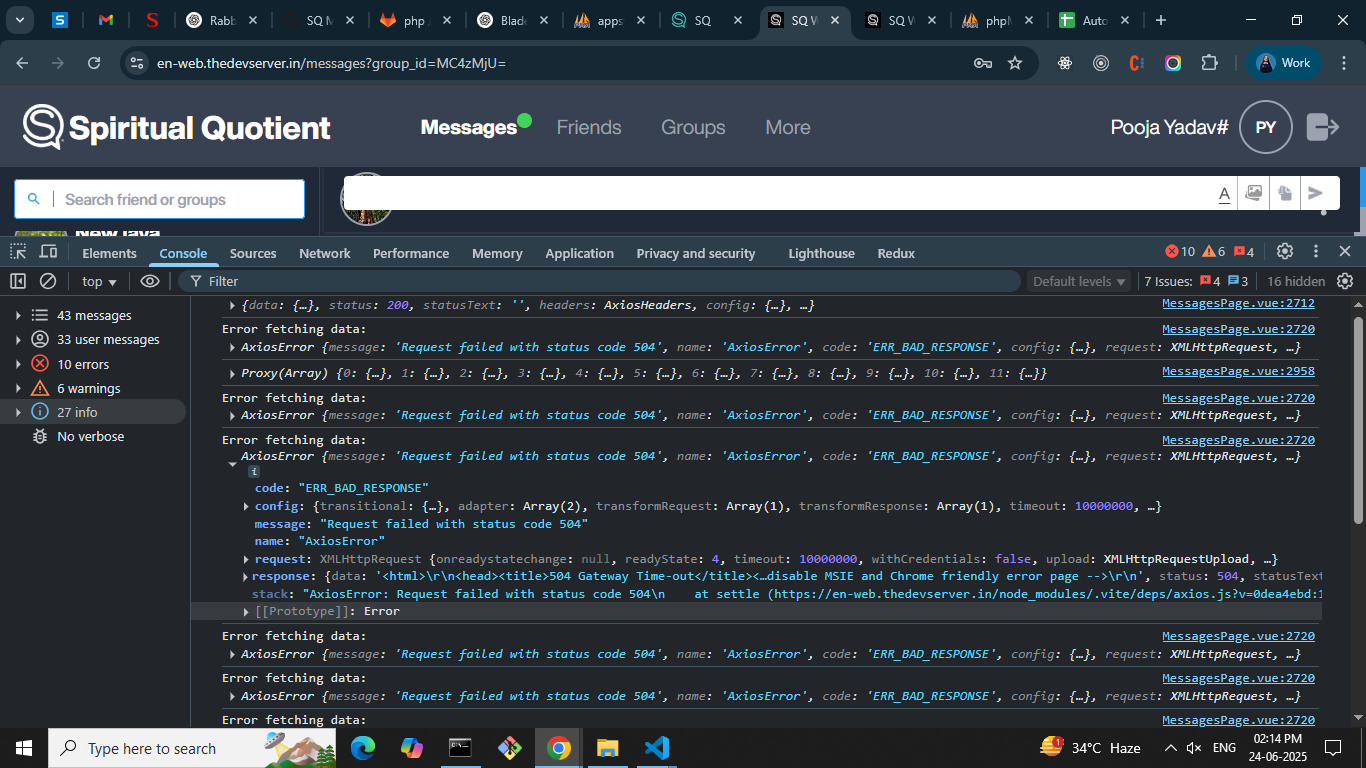 Rabb
SQ M
php
Blade
apps
SQ
SQ W
SQ W
phpM
Auto
en-web.thedevserver.in/messages?group_id=MC4zMjU=
Work
Spiritual Quotient
Messages
Friends
Groups
More
Pooja Yadav#
PY
Search friend or groups
New Java
A
Elements
Console
Sources
Network
Performance
Memory
Application
Privacy and security
Lighthouse
Redux
10
6
4
top
Filter
Default levels
7 Issues:
4
3
16 hidden
43 messages
33 user messages
10 errors
6 warnings
27 info
No verbose
{data: {…}, status: 200, statusText: '', headers: AxiosHeaders, config: {…}, …}
MessagesPage.vue:2712
Error fetching data:
MessagesPage.vue:2720
AxiosError {message: 'Request failed with status code 504', name: 'AxiosError', code: 'ERR_BAD_RESPONSE', config: {…}, request: XMLHttpRequest, …}
Proxy(Array) {0: {…}, 1: {…}, 2: {…}, 3: {…}, 4: {…}, 5: {…}, 6: {…}, 7: {…}, 8: {…}, 9: {…}, 10: {…}, 11: {…}}
MessagesPage.vue:2958
Error fetching data:
MessagesPage.vue:2720
AxiosError {message: 'Request failed with status code 504', name: 'AxiosError', code: 'ERR_BAD_RESPONSE', config: {…}, request: XMLHttpRequest, …}
Error fetching data:
MessagesPage.vue:2720
AxiosError {message: 'Request failed with status code 504', name: 'AxiosError', code: 'ERR_BAD_RESPONSE', config: {…}, request: XMLHttpRequest, …}
i
code: "ERR_BAD_RESPONSE"
config: {transitional: {…}, adapter: Array(2), transformRequest: Array(1), transformResponse: Array(1), timeout: 10000000, …}
message: "Request failed with status code 504"
name: "AxiosError"
request: XMLHttpRequest {onreadystatechange: null, readyState: 4, timeout: 10000000, withCredentials: false, upload: XMLHttpRequestUpload, …}
response: {data: '<html>\r\n<head><title>504 Gateway Time-out</title><…disable MSIE and Chrome friendly error page -->\r\n', status: 504, statusText
stack: "AxiosError: Request failed with status code 504\n    at settle (https://en-web.thedevserver.in/node_modules/.vite/deps/axios.js?v=0dea4ebd:1
[[Prototype]]: Error
Error fetching data:
MessagesPage.vue:2720
AxiosError {message: 'Request failed with status code 504', name: 'AxiosError', code: 'ERR_BAD_RESPONSE', config: {…}, request: XMLHttpRequest, …}
Error fetching data:
MessagesPage.vue:2720
AxiosError {message: 'Request failed with status code 504', name: 'AxiosError', code: 'ERR_BAD_RESPONSE', config: {…}, request: XMLHttpRequest, …}
Error fetching data:
MessagesPage.vue:2720
Type here to search
34°C Haze
ENG
02:14 PM
24-06-2025